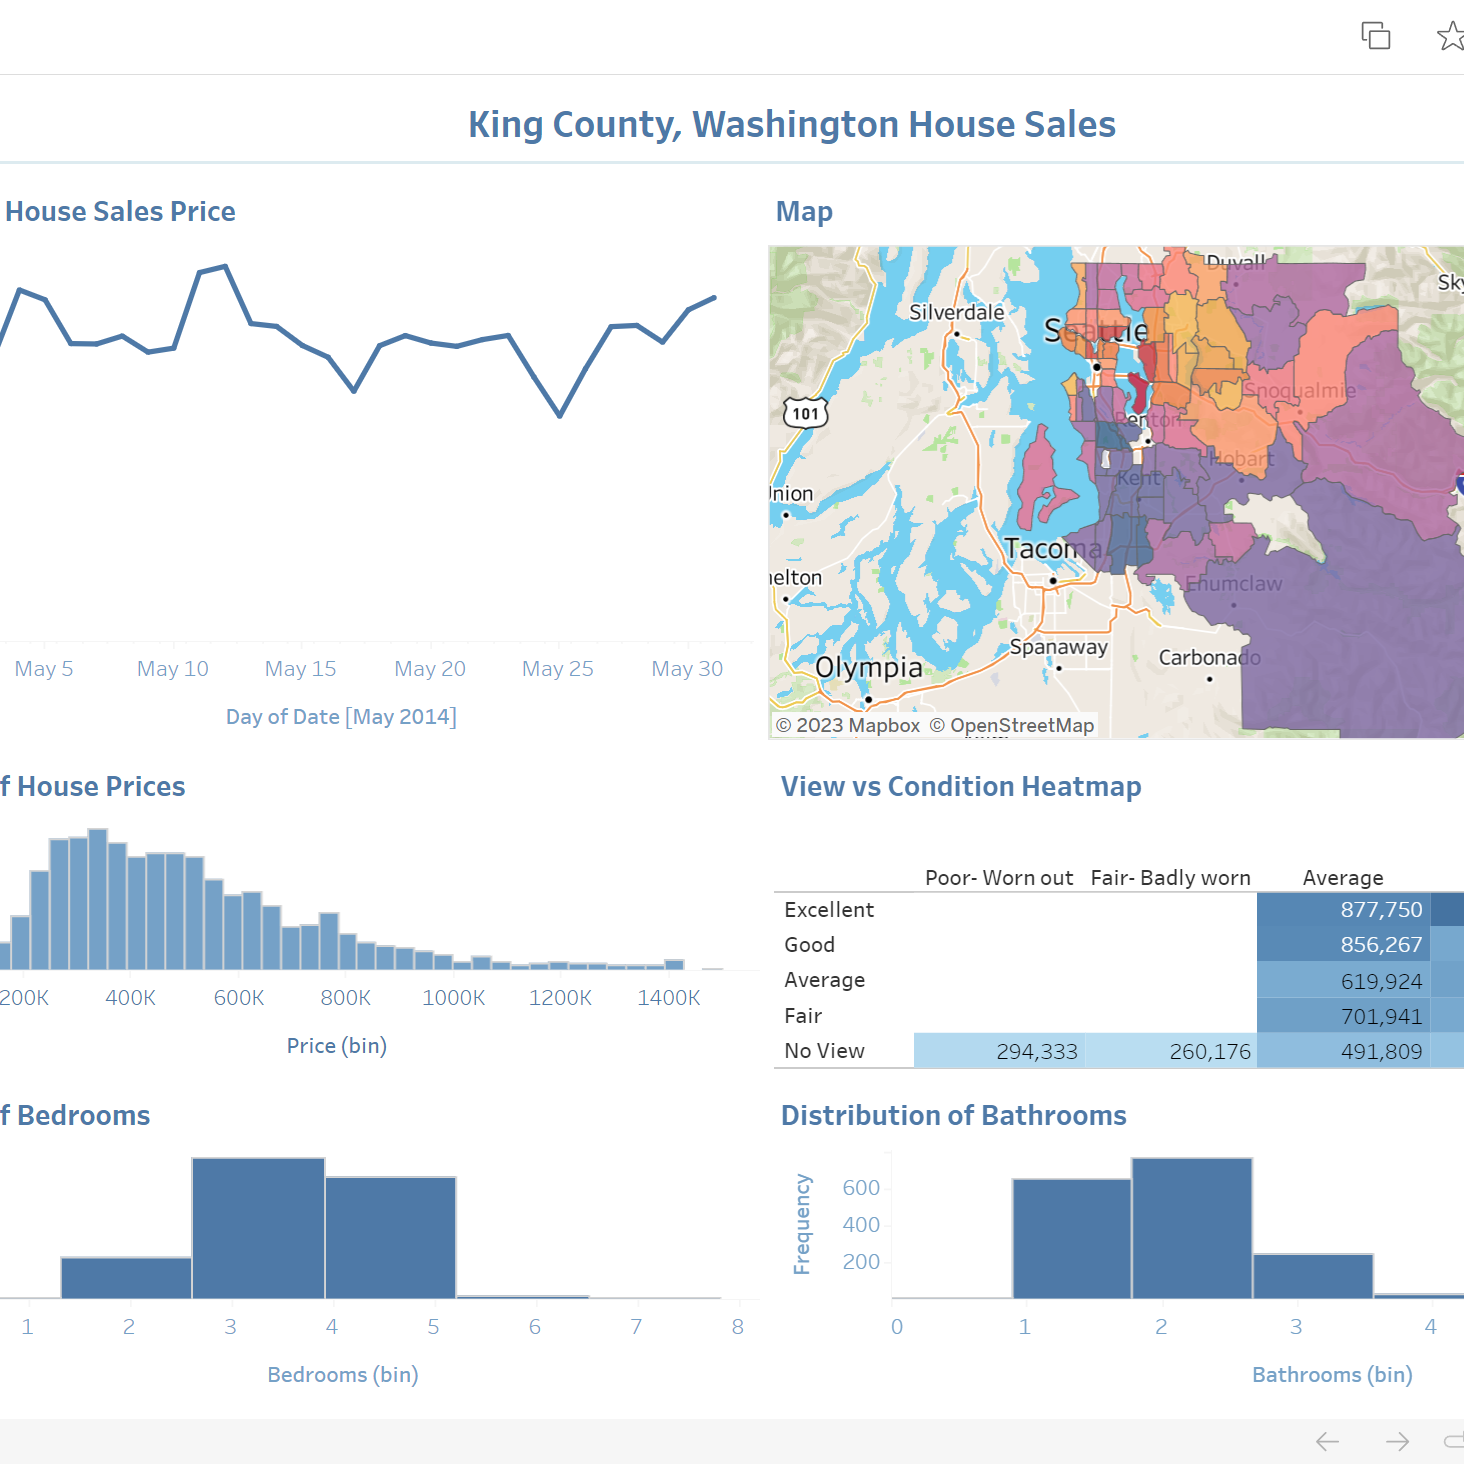 King County, Washington House Sales
House Sales Price
May 5
May 10
May 15
May 20
May 25
May 30
Day of Date [May 2014]
Map
Duvall
Sky
Silverdale
Seattle
101
Snoqualmie
Renton
Hobart
Kent
Union
Tacoma
helton
Enumclaw
Spanaway
Carbonado
Olympia
© 2023 Mapbox © OpenStreetMap
f House Prices
200K
400K
600K
800K
1000K
1200K
1400K
Price (bin)
View vs Condition Heatmap
Poor- Worn out Fair- Badly worn Average
Excellent 877,750
Good 856,267
Average 619,924
Fair 701,941
No View 294,333 260,176 491,809
f Bedrooms
1
2
3
4
5
6
7
8
Bedrooms (bin)
Distribution of Bathrooms
Frequency
600
400
200
0
1
2
3
4
Bathrooms (bin)